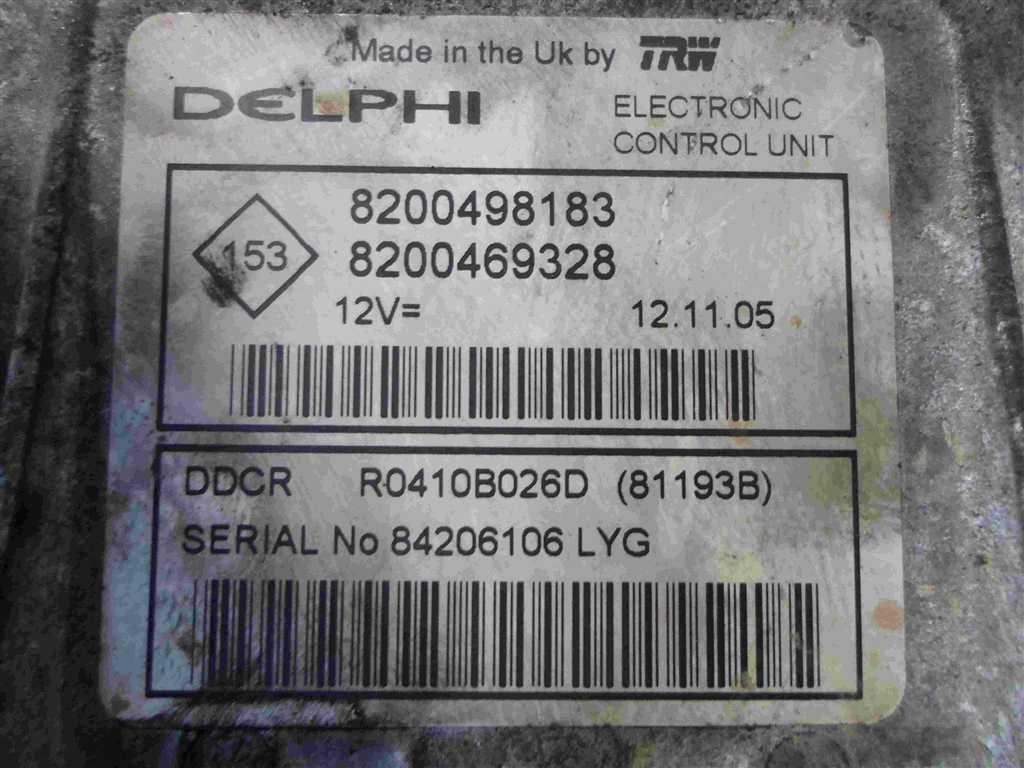 Made in the Uk by TRW
DELPHI
ELECTRONIC
CONTROL UNIT
153
8200498183
8200469328
12V=
12.11.05
DDCR R0410B026D (81193B)
SERIAL No 84206106 LYG